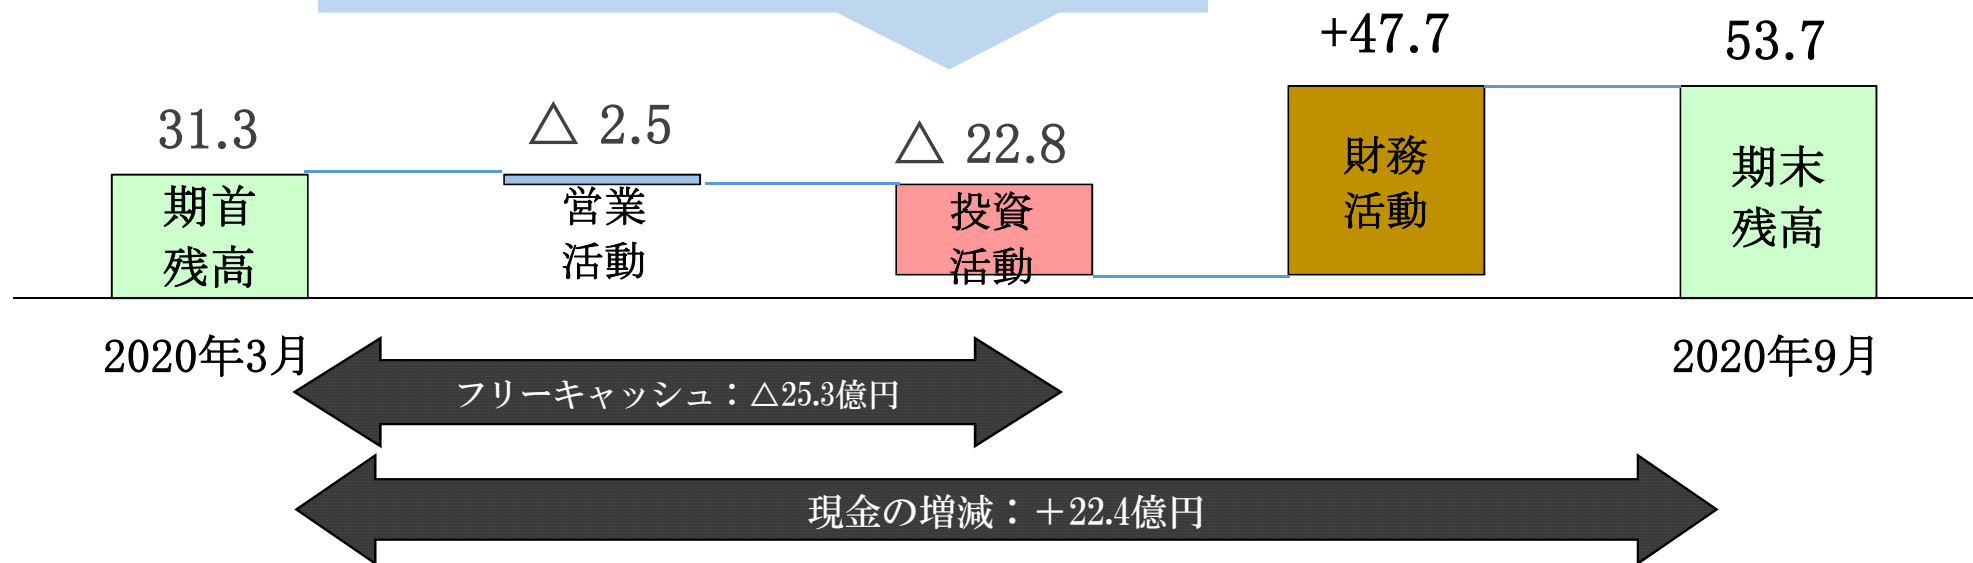 +47.7
53.7
31.3
△ 2.5
△ 22.8
期首
残高
営業
活動
投資
活動
財務
活動
期末
残高
2020年3月
2020年9月
フリーキャッシュ：△25.3億円
現金の増減：＋22.4億円